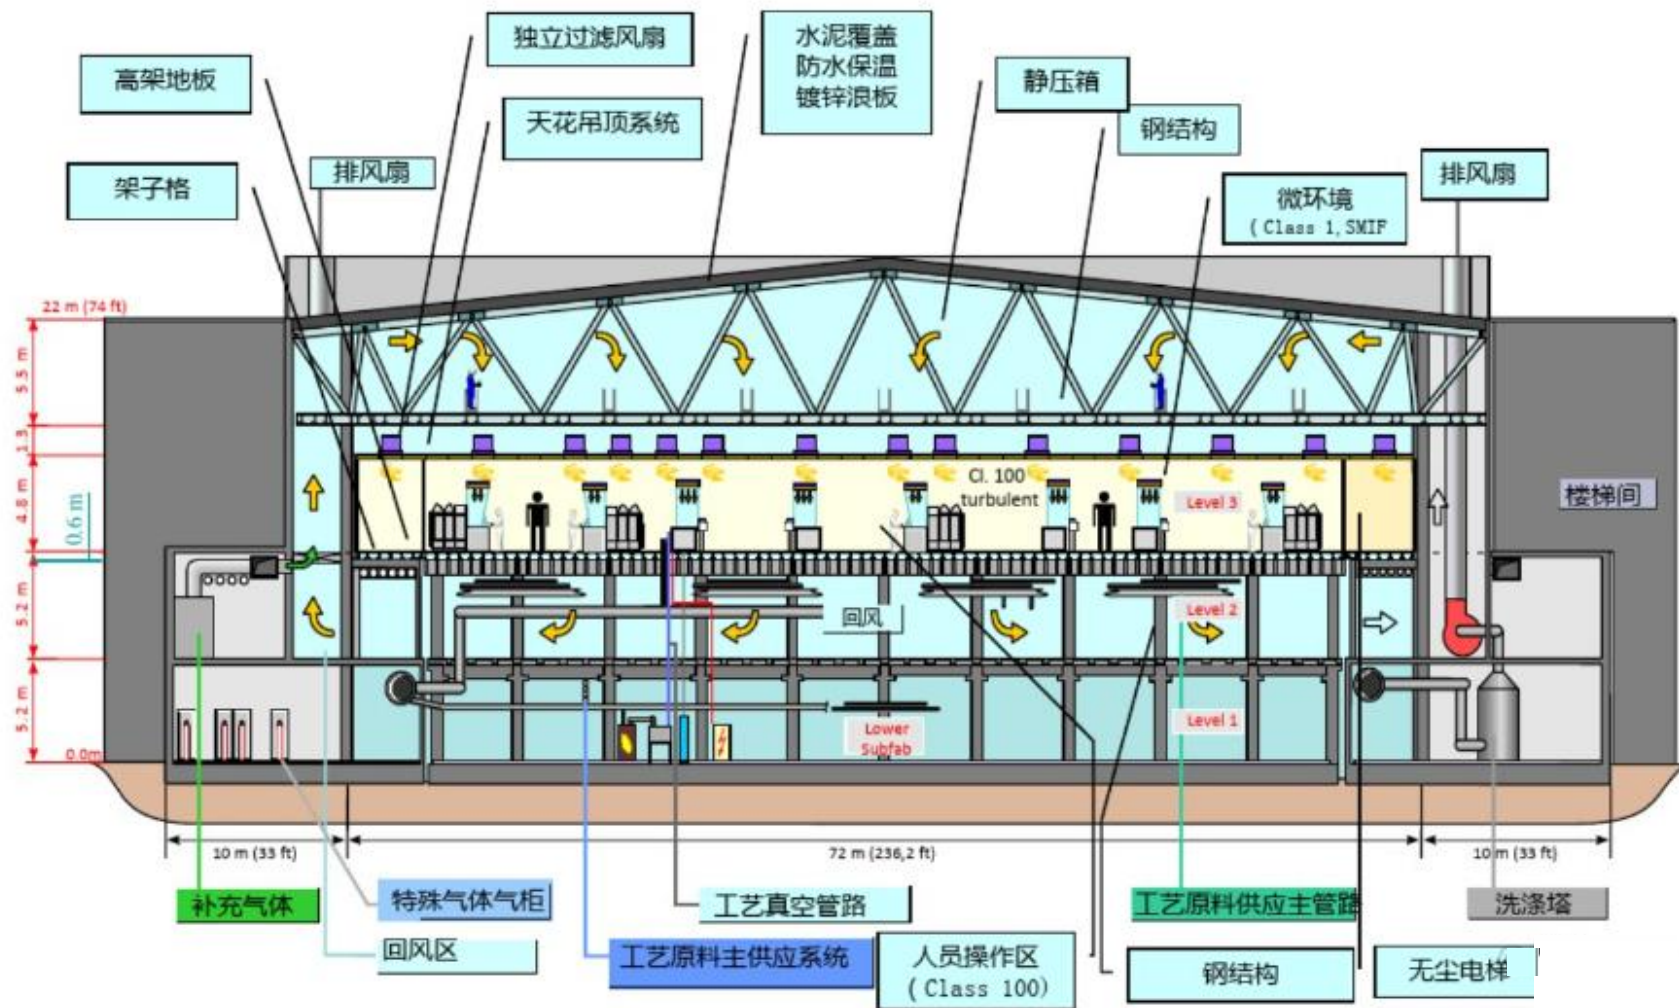 独立过滤风扇
水泥覆盖
防水保温
镀锌浪板
高架地板
静压箱
天花吊顶系统
钢结构
排风扇
架子格
排风扇
微环境
(Class 1,SMIF
22 m (74 ft)
5.5 m
1.3
4.8 m
0.6 m
5.2 m
5.2 m
0.0m
Cl. 100
turbulent
Level 3
楼梯间
回风
Level 2
Lower
Subfab
Level 1
10 m (33 ft)
72 m (236,2 ft)
10 m (33 ft)
补充气体
特殊气体气柜
工艺真空管路
工艺原料供应主管路
洗涤塔
回风区
工艺原料主供应系统
人员操作区
(Class 100)
钢结构
无尘电梯